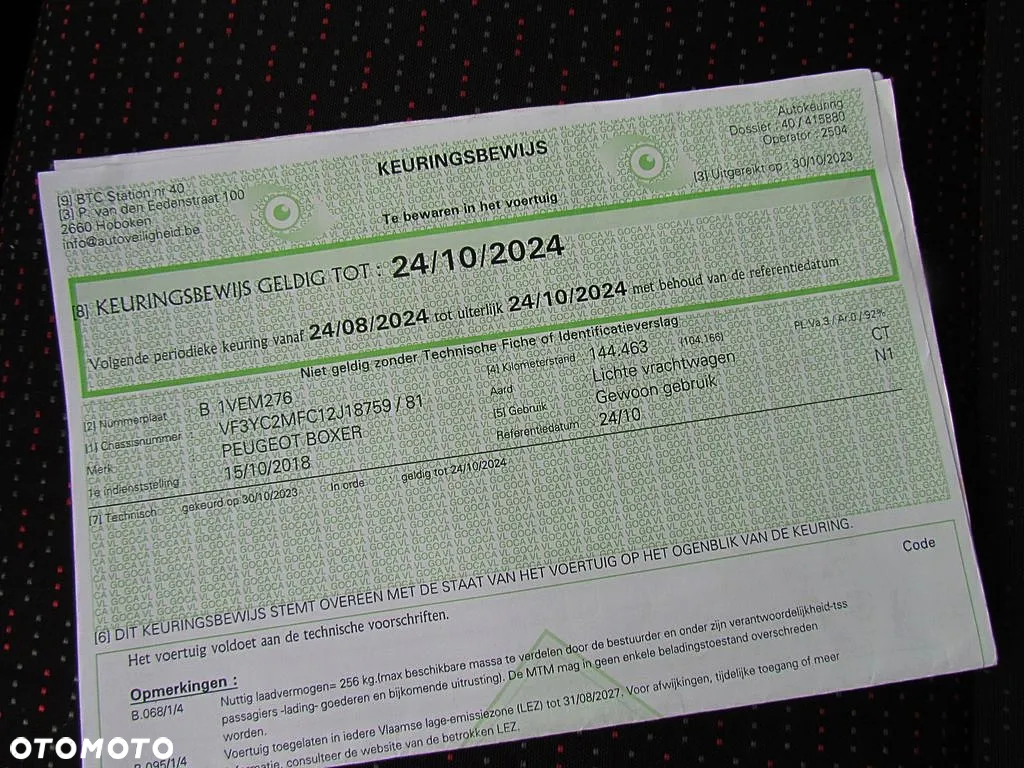 KEURINGSBEWIJS
Te bewaren in het voertuig
[9] BTC Station nr 40
[3] P. van den Eedenstraat 100
2660 Hoboken
info@autoveiligheid.be
Autokeuring
Dossier : 40 / 415880
Operator : 2504
[3] Uitgereikt op : 30/10/2023
[8] KEURINGSBEWIJS GELDIG TOT : 24/10/2024
Volgende periodieke keuring vanaf 24/08/2024 tot uiterlijk 24/10/2024 met behoud van de referentiedatum
Niet geldig zonder Technische Fiche of Identificatieverslag
[2] Nummerplaat B 1VEM276
[1] Chassisnummer : VF3YC2MFC12J18759 / 81
Merk : PEUGEOT BOXER
1e indienststelling : 15/10/2018
[4] Kilometerstand : 144.463 (104.166)
Aard Lichte vrachtwagen
[5] Gebruik Gewoon gebruik
Referentiedatum : 24/10
Pl.Va.3 / Ar.0 / 92%
CT
N1
[7] Technisch gekeurd op 30/10/2023 In orde : geldig tot 24/10/2024
[6] DIT KEURINGSBEWIJS STEMT OVEREEN MET DE STAAT VAN HET VOERTUIG OP HET OGENBLIK VAN DE KEURING.
Het voertuig voldoet aan de technische voorschriften.
Code
Opmerkingen :
B.068/1/4 Nuttig laadvermogen= 256 kg.(max beschikbare massa te verdelen door de bestuurder en onder zijn verantwoordelijkheid-tss
passagiers -lading- goederen en bijkomende uitrusting). De MTM mag in geen enkele beladingstoestand overschreden
worden.
B.095/1/4 Voertuig toegelaten in iedere Vlaamse lage-emissiezone (LEZ) tot 31/08/2027. Voor afwijkingen, tijdelijke toegang of meer
consulteer de website van de betrokken LEZ.
OTOMOTO